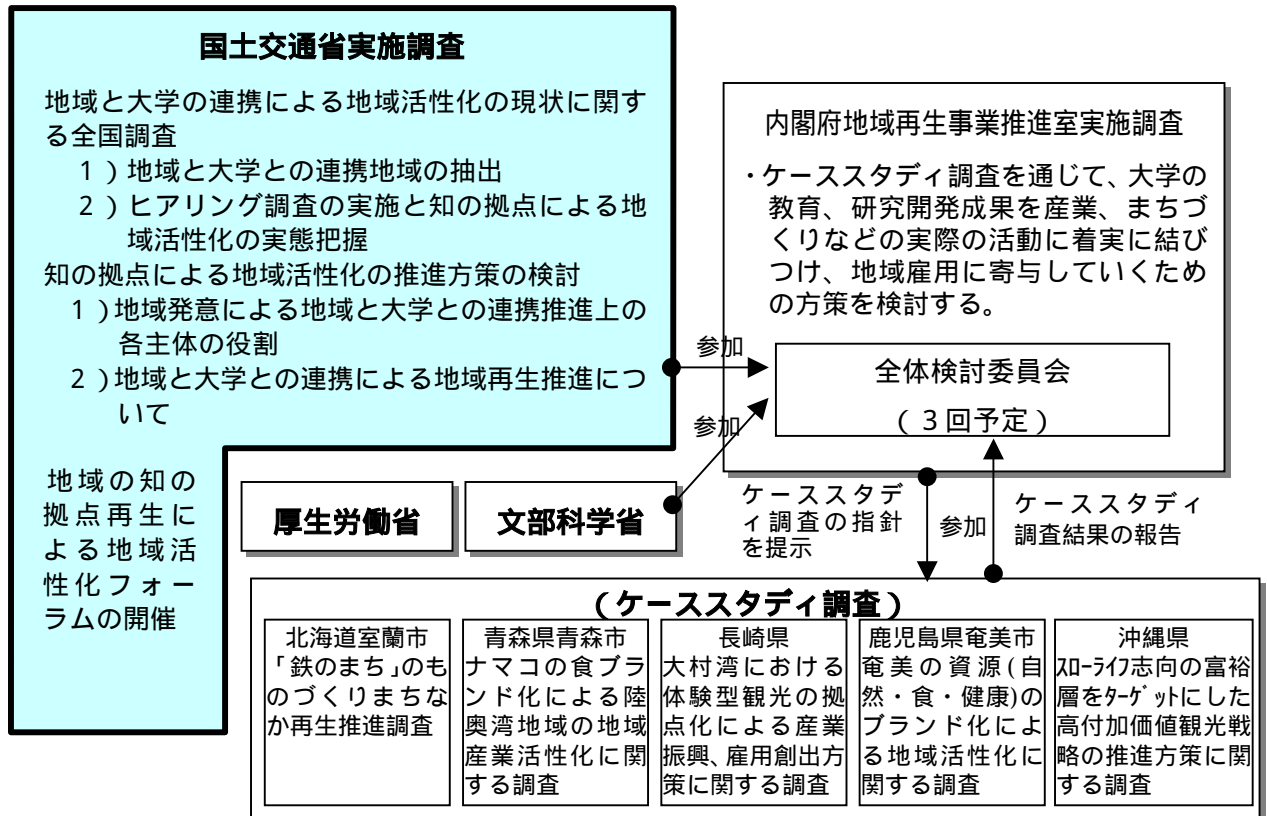 国土交通省実施調査
地域と大学の連携による地域活性化の現状に関す
る全国調査
1）地域と大学との連携地域の抽出
2）ヒアリング調査の実施と知の拠点による地
域活性化の実態把握
知の拠点による地域活性化の推進方策の検討
1）地域発意による地域と大学との連携推進上の
各主体の役割
2）地域と大学との連携による地域再生推進につ
いて
地域の知の
拠点再生に
よる地域活
性化フォー
ラムの開催
内閣府地域再生事業推進室実施調査
・ケーススタディ調査を通じて、大学の
教育、研究開発成果を産業、まちづ
くりなどの実際の活動に着実に結び
つけ、地域雇用に寄与していくため
の方策を検討する。
参加
全体検討委員会
（3回予定）
参加
厚生労働省
文部科学省
ケーススタデ
ィ調査の指針
を提示
参加
ケーススタディ
調査結果の報告
（ケーススタディ調査）
北海道室蘭市
「鉄のまち」のも
のづくりまちな
か再生推進調査
青森県青森市
ナマコの食ブラ
ンド化による陸
奥湾地域の地域
産業活性化に関
する調査
長崎県
大村湾における
体験型観光の拠
点化による産業
振興、雇用創出方
策に関する調査
鹿児島県奄美市
奄美の資源(自
然・食・健康)の
ブランド化によ
る地域活性化に
関する調査
沖縄県
ｽﾛｰﾗｲﾌ志向の富裕
層をﾀｰｹﾞｯﾄにした
高付加価値観光戦
略の推進方策に関
する調査